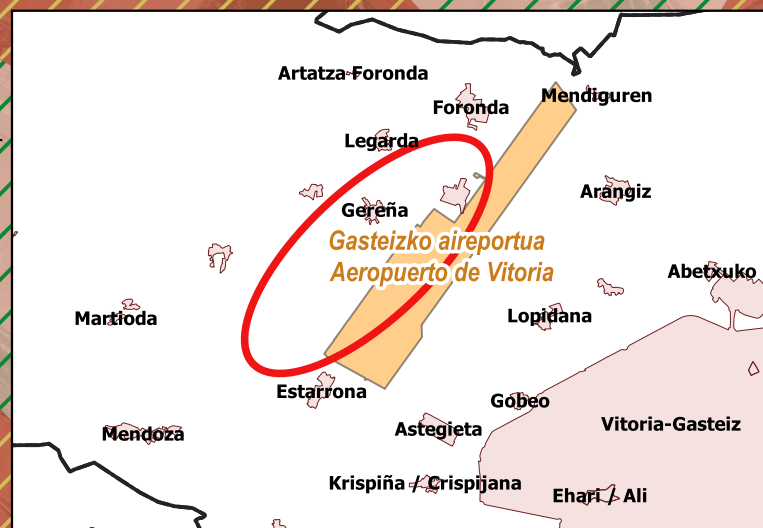 Artatza Foronda
Foronda
Mendiguren
Legarda
Arangiz
Gereña
Gasteizko aireportua
Aeropuerto de Vitoria
Abetxuko
Martioda
Lopidana
Estarrona
Gobeo
Mendoza
Astegieta
Vitoria-Gasteiz
Krispiña / Crispijana
Ehari / Ali